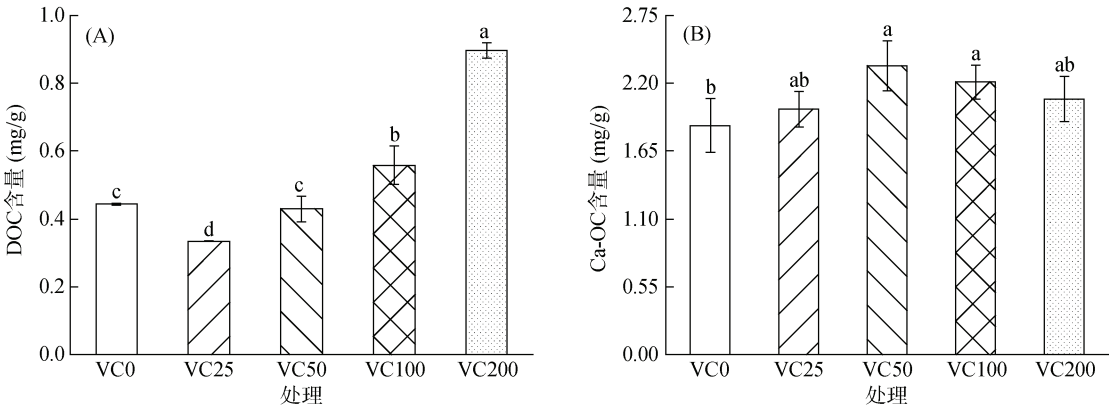 (A)
DOC含量 (mg/g)
1.0
0.8
0.6
0.4
0.2
0.0
c
d
c
b
a
VC0 VC25 VC50 VC100 VC200
处理
(B)
Ca-OC含量 (mg/g)
2.75
2.20
1.65
1.10
0.55
0.00
b
ab
a
a
ab
VC0 VC25 VC50 VC100 VC200
处理